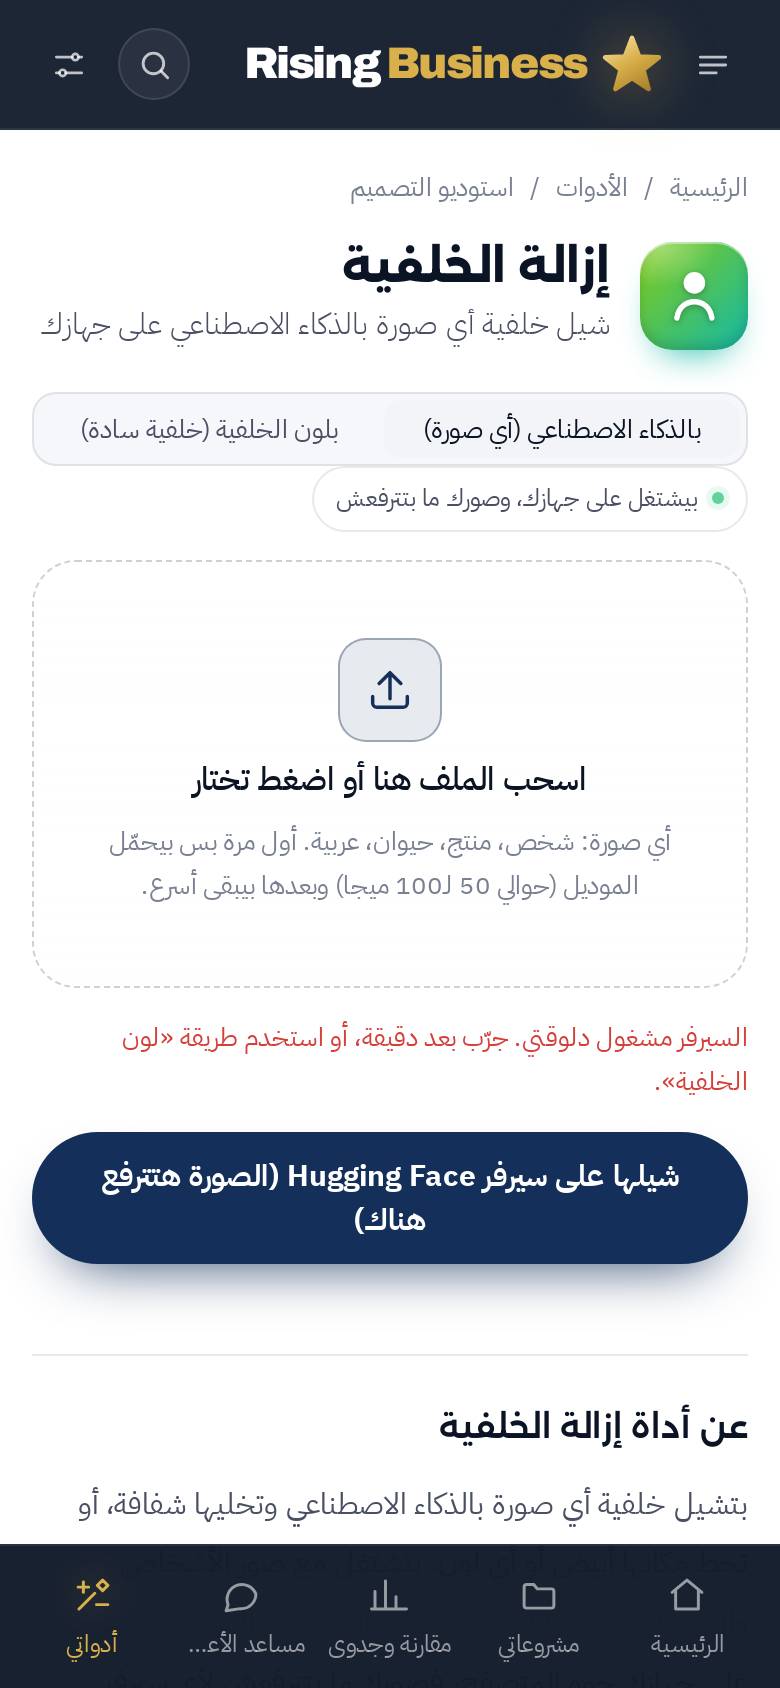 Rising Business
الرئيسية / الأدوات / استوديو التصميم
إزالة الخلفية
شيل خلفية أي صورة بالذكاء الاصطناعي على جهازك
بالذكاء الاصطناعي (أي صورة)
بلون الخلفية (خلفية سادة)
بيشتغل على جهازك، وصورك ما بتترفعش
اسحب الملف هنا أو اضغط تختار
أي صورة: شخص، منتج، حيوان، عربية. أول مرة بس بيحمّل
الموديل (حوالي 50 لـ100 ميجا) وبعدها بيبقى أسرع.
السيرفر مشغول دلوقتي. جرّب بعد دقيقة، أو استخدم طريقة «لون
الخلفية».
شيلها على سيرفر Hugging Face (الصورة هتترفع
هناك)
عن أداة إزالة الخلفية
بتشيل خلفية أي صورة بالذكاء الاصطناعي وتخليها شفافة، أو
الرئيسية
مشروعاتي
مقارنة وجدوى
مساعد الأع...
أدواتي